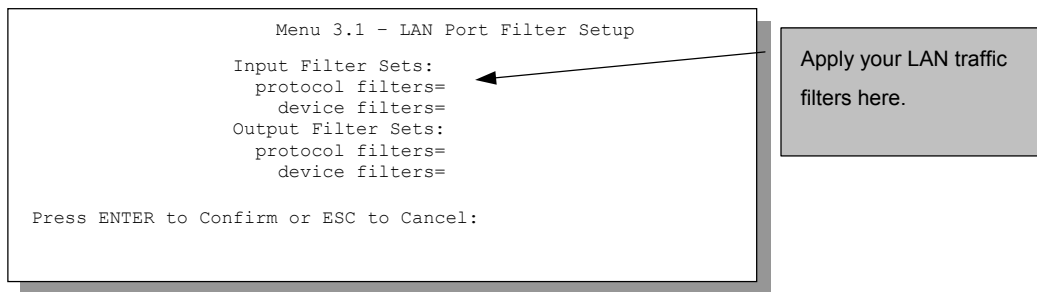 Menu 3.1 – LAN Port Filter Setup
Input Filter Sets:
protocol filters=
device filters=
Output Filter Sets:
protocol filters=
device filters=
Press ENTER to Confirm or ESC to Cancel:
Apply your LAN traffic
filters here.